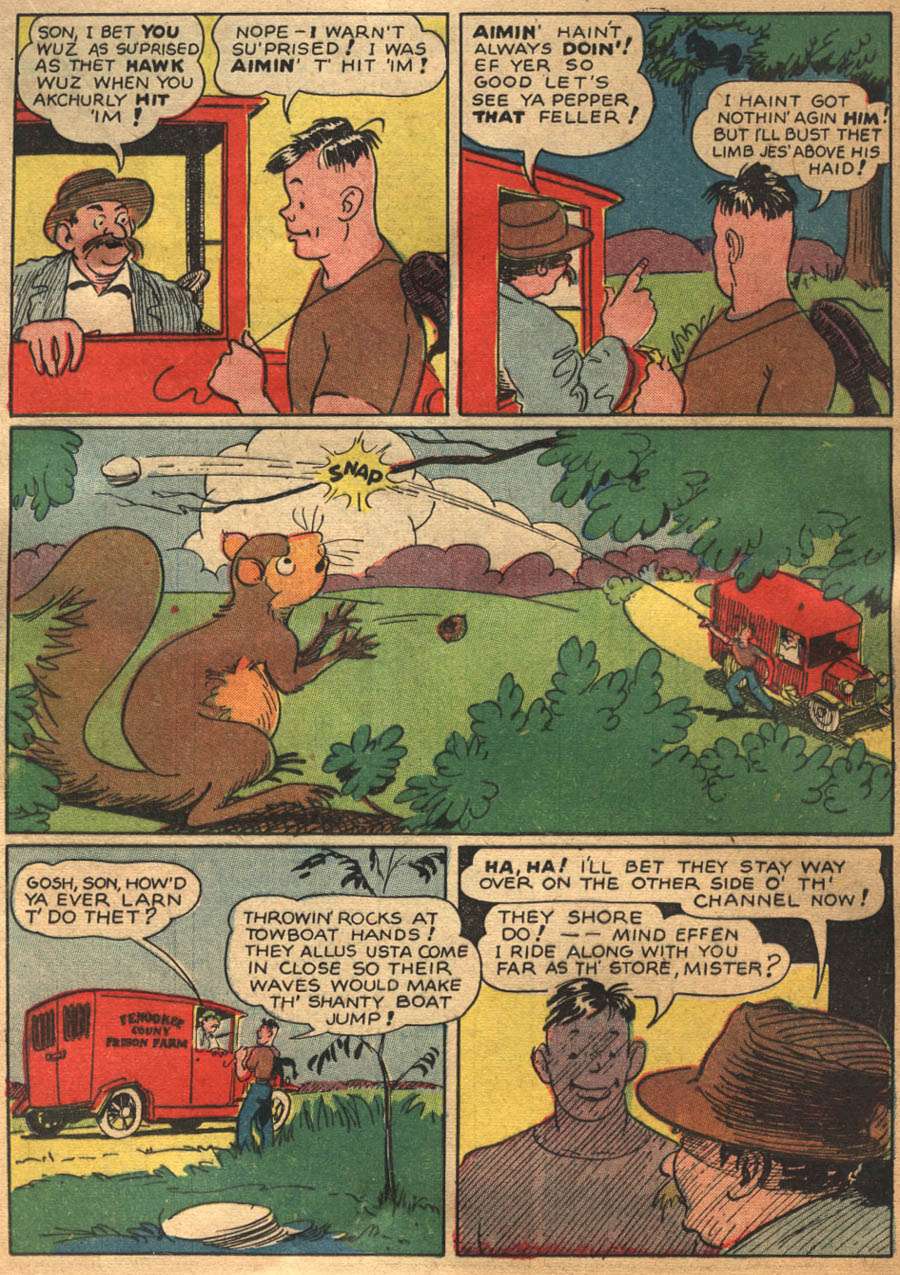 SON, I BET YOU
WUZ AS SUPRISED
AS THET HAWK
WUZ WHEN YOU
AKCHURLY HIT
'IM!
NOPE - I WARN'T
SU'PRISED! I WAS
AIMIN' T' HIT 'IM!
AIMIN' HAIN'T
ALWAYS DOIN'!
EF YER SO
GOOD LET'S
SEE YA PEPPER
THAT FELLER!
I HAINT GOT
NOTHIN' AGIN HIM!
BUT I'LL BUST THET
LIMB JES' ABOVE HIS
HAID!
SNAP
GOSH, SON, HOW'D
YA EVER LARN
T' DO THET?
THROWIN' ROCKS AT
TOWBOAT HANDS!
THEY ALLUS USTA COME
IN CLOSE SO THEIR
WAVES WOULD MAKE
TH' SHANTY BOAT
JUMP!
COUNY
PRISON FARM
HA, HA! I'LL BET THEY STAY WAY
OVER ON THE OTHER SIDE O' TH'
CHANNEL NOW!
THEY SHORE
DO! -- MIND EFFEN
I RIDE ALONG WITH YOU
FAR AS TH' STORE, MISTER?